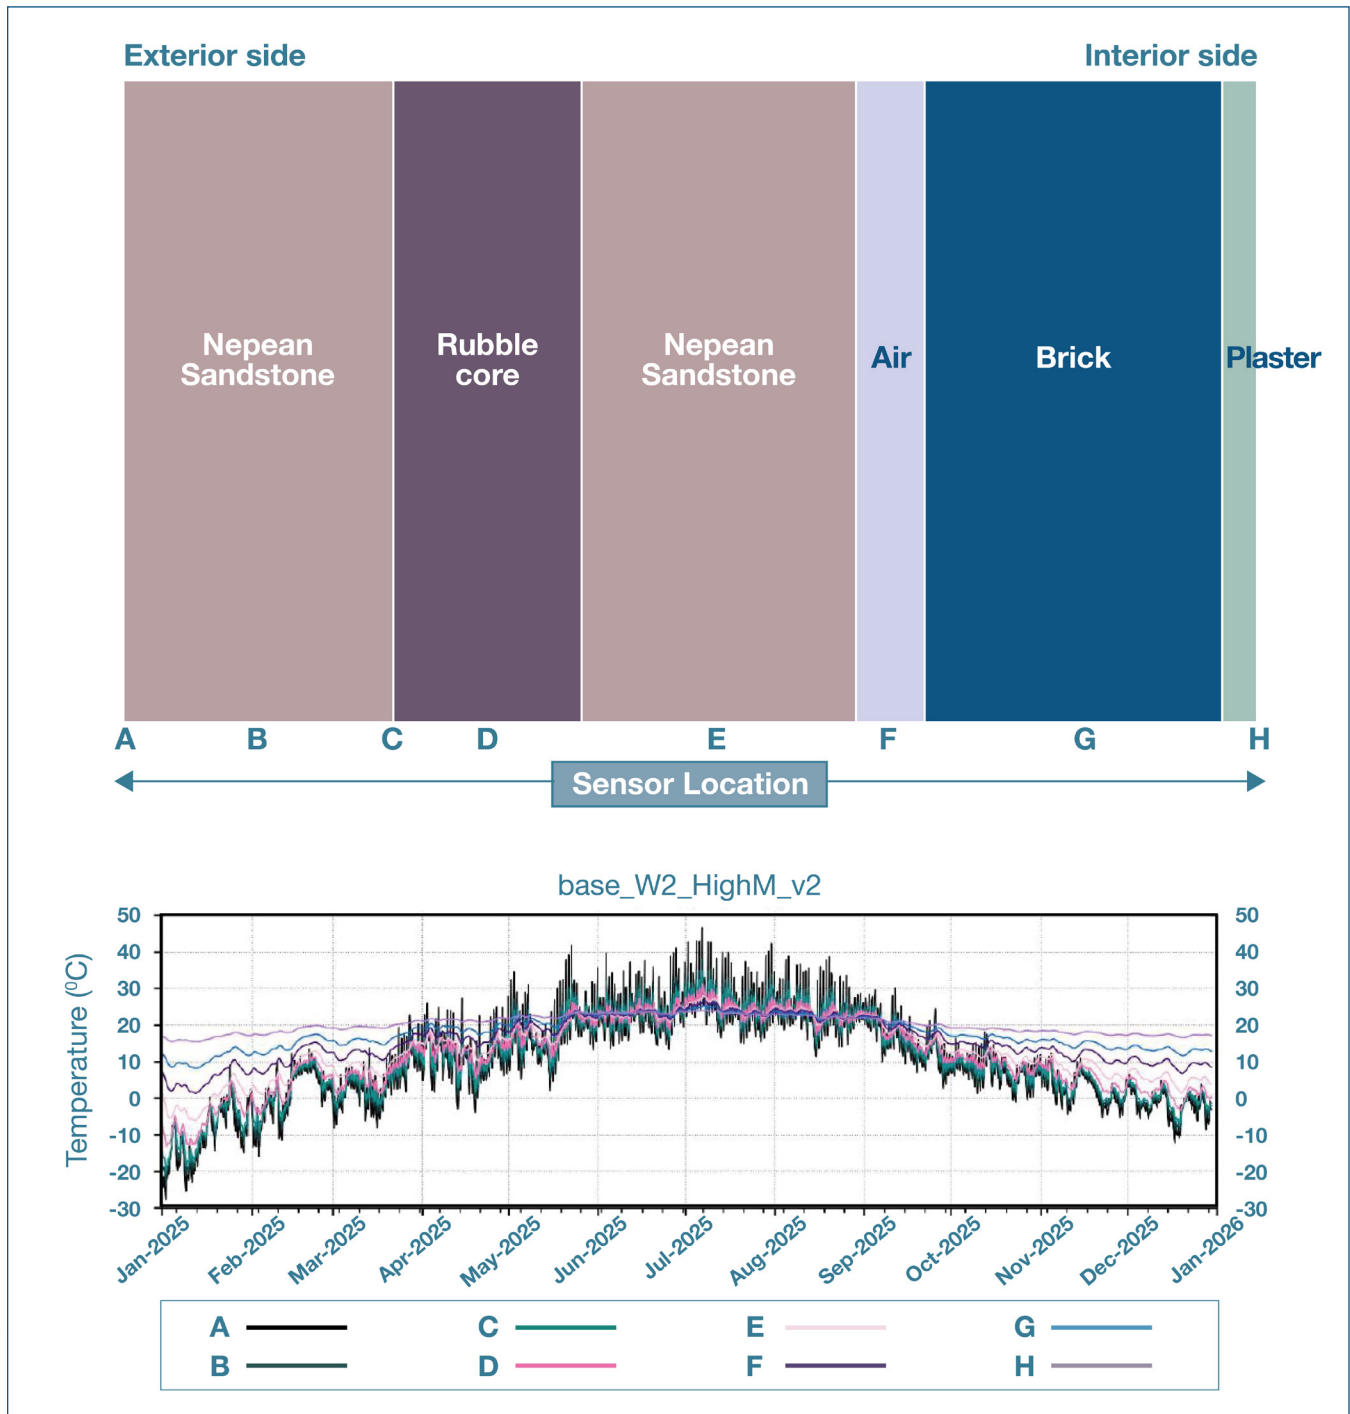 Exterior side
Interior side
Nepean
Sandstone
Rubble
core
Nepean
Sandstone
Air
Brick
Plaster
A B C D E F G H
Sensor Location
base_W2_HighM_v2
Temperature (⁰C)
50 50
40 40
30 30
20 20
10 10
0 0
-10 -10
-20 -20
-30 -30
Jan-2025 Feb-2025 Mar-2025 Apr-2025 May-2025 Jun-2025 Jul-2025 Aug-2025 Sep-2025 Oct-2025 Nov-2025 Dec-2025 Jan-2026
A C E G
B D F H